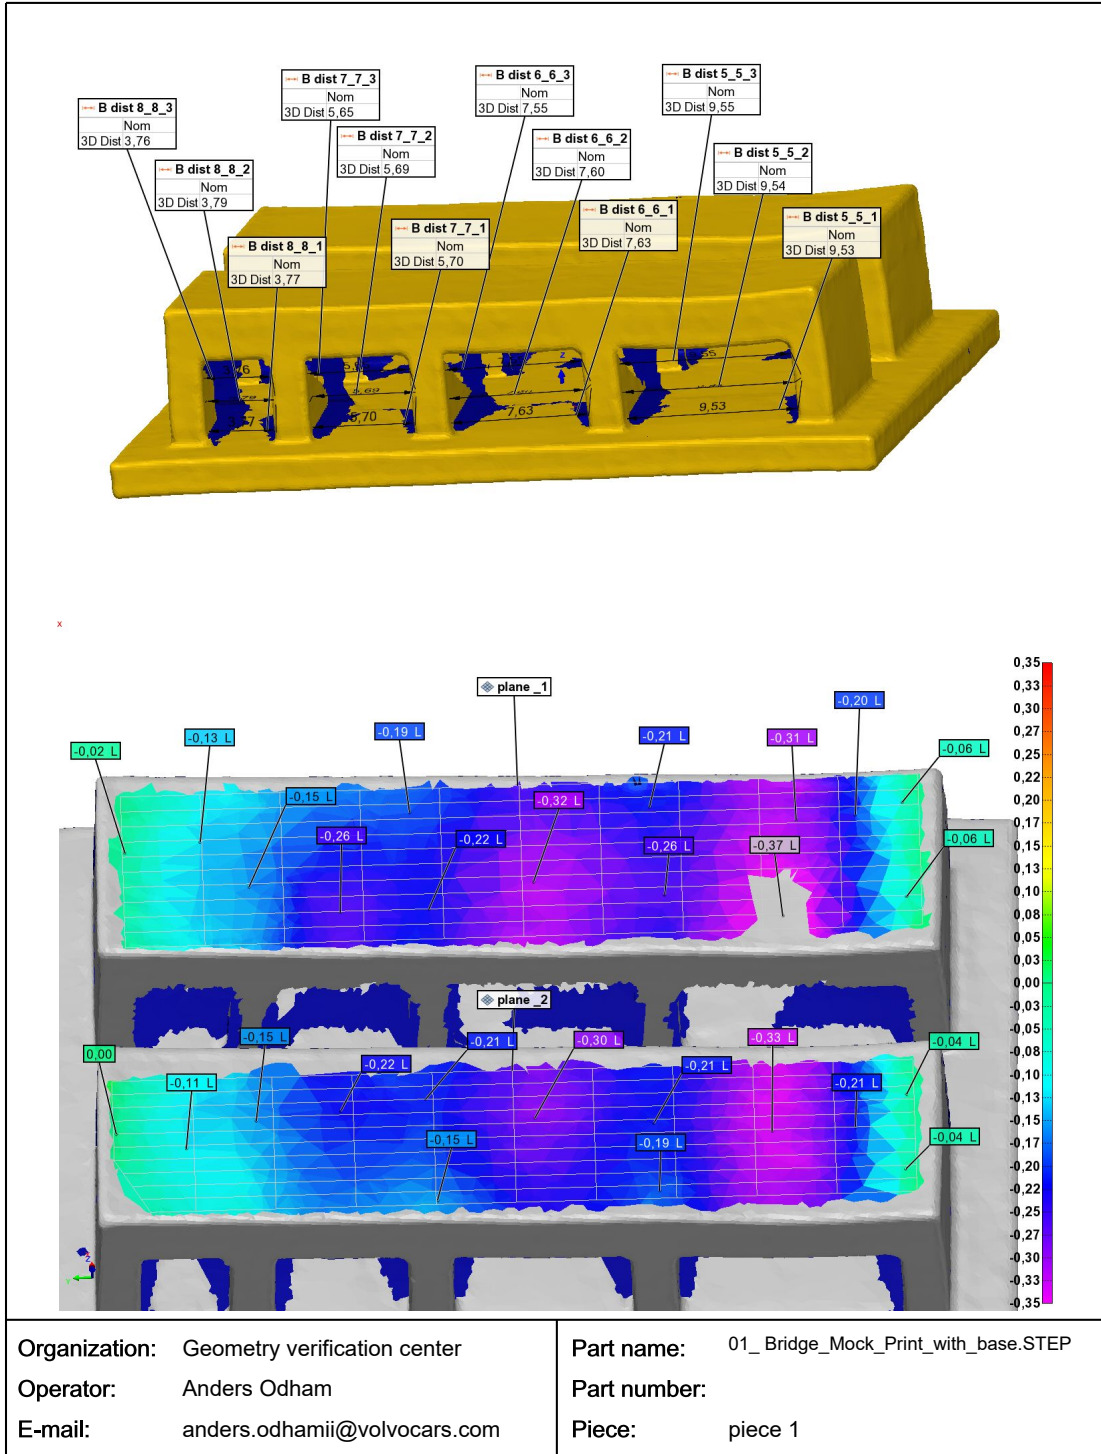 B dist 7_7_3
Nom
3D Dist 5,65
B dist 6_6_3
Nom
3D Dist 7,55
B dist 5_5_3
Nom
3D Dist 9,55
B dist 8_8_3
Nom
3D Dist 3,76
B dist 7_7_2
Nom
3D Dist 5,69
B dist 6_6_2
Nom
3D Dist 7,60
B dist 5_5_2
Nom
3D Dist 9,54
B dist 8_8_2
Nom
3D Dist 3,79
B dist 8_8_1
Nom
3D Dist 3,77
B dist 7_7_1
Nom
3D Dist 5,70
B dist 6_6_1
Nom
3D Dist 7,63
B dist 5_5_1
Nom
3D Dist 9,53
z
7,63
9,53
x
plane _1
-0,02 L
-0,13 L
-0,19 L
-0,21 L
-0,31 L
-0,20 L
-0,06 L
-0,15 L
-0,32 L
-0,26 L
-0,22 L
-0,26 L
-0,37 L
-0,06 L
plane _2
0,00
-0,15 L
-0,21 L
-0,30 L
-0,33 L
-0,04 L
-0,11 L
-0,22 L
-0,21 L
-0,21 L
-0,15 L
-0,19 L
-0,04 L
0,35
0,33
0,30
0,27
0,25
0,22
0,20
0,17
0,15
0,13
0,10
0,08
0,05
0,03
0,00
-0,03
-0,05
-0,08
-0,10
-0,13
-0,15
-0,17
-0,20
-0,22
-0,25
-0,27
-0,30
-0,33
-0,35
Z
Y
Organization: Geometry verification center
Operator: Anders Odham
E-mail: anders.odhamii@volvocars.com
Part name: 01_ Bridge_Mock_Print_with_base.STEP
Part number:
Piece: piece 1